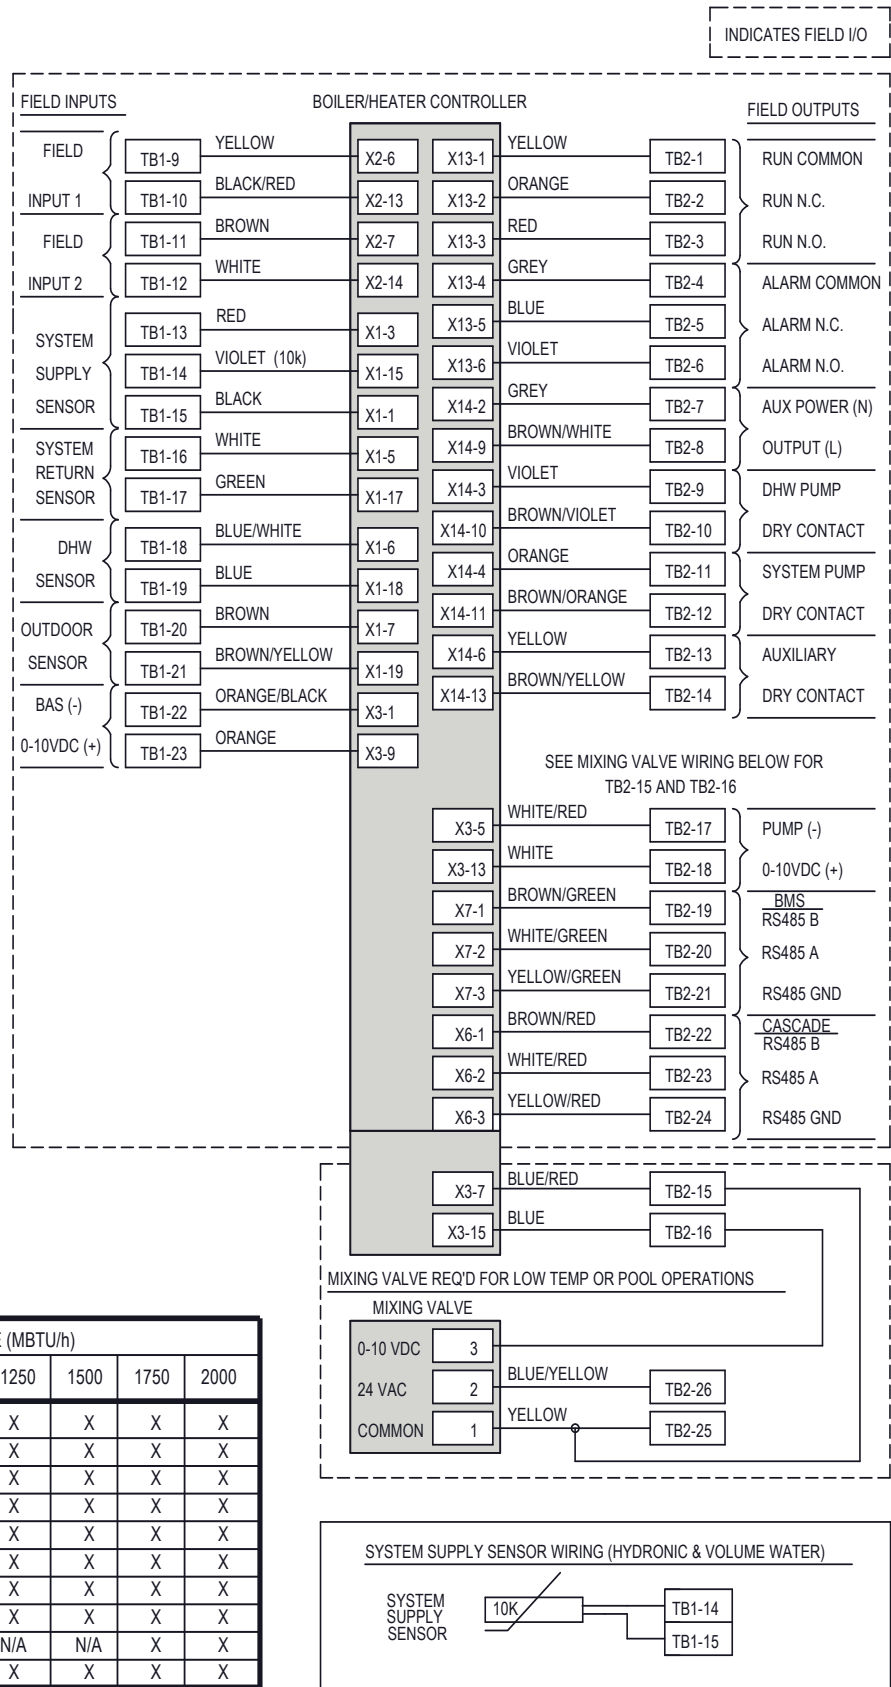 INDICATES FIELD I/O
FIELD INPUTS
BOILER/HEATER CONTROLLER
FIELD OUTPUTS
FIELD
INPUT 1
TB1-9 YELLOW X2-6
TB1-10 BLACK/RED X2-13
FIELD
INPUT 2
TB1-11 BROWN X2-7
TB1-12 WHITE X2-14
SYSTEM
SUPPLY
SENSOR
TB1-13 RED X1-3
TB1-14 VIOLET (10k) X1-15
TB1-15 BLACK X1-1
SYSTEM
RETURN
SENSOR
TB1-16 WHITE X1-5
TB1-17 GREEN X1-17
DHW
SENSOR
TB1-18 BLUE/WHITE X1-6
TB1-19 BLUE X1-18
OUTDOOR
SENSOR
TB1-20 BROWN X1-7
TB1-21 BROWN/YELLOW X1-19
BAS (-)
0-10VDC (+)
TB1-22 ORANGE/BLACK X3-1
TB1-23 ORANGE X3-9
X13-1 YELLOW TB2-1 RUN COMMON
X13-2 ORANGE TB2-2 RUN N.C.
X13-3 RED TB2-3 RUN N.O.
X13-4 GREY TB2-4 ALARM COMMON
X13-5 BLUE TB2-5 ALARM N.C.
X13-6 VIOLET TB2-6 ALARM N.O.
X14-2 GREY TB2-7 AUX POWER (N)
X14-9 BROWN/WHITE TB2-8 OUTPUT (L)
X14-3 VIOLET TB2-9 DHW PUMP
X14-10 BROWN/VIOLET TB2-10 DRY CONTACT
X14-4 ORANGE TB2-11 SYSTEM PUMP
X14-11 BROWN/ORANGE TB2-12 DRY CONTACT
X14-6 YELLOW TB2-13 AUXILIARY
X14-13 BROWN/YELLOW TB2-14 DRY CONTACT
SEE MIXING VALVE WIRING BELOW FOR
TB2-15 AND TB2-16
X3-5 WHITE/RED TB2-17 PUMP (-)
X3-13 WHITE TB2-18 0-10VDC (+)
BMS
X7-1 BROWN/GREEN TB2-19 RS485 B
X7-2 WHITE/GREEN TB2-20 RS485 A
X7-3 YELLOW/GREEN TB2-21 RS485 GND
CASCADE
X6-1 BROWN/RED TB2-22 RS485 B
X6-2 WHITE/RED TB2-23 RS485 A
X6-3 YELLOW/RED TB2-24 RS485 GND
X3-7 BLUE/RED TB2-15
X3-15 BLUE TB2-16
MIXING VALVE REQ'D FOR LOW TEMP OR POOL OPERATIONS
MIXING VALVE
0-10 VDC 3
24 VAC 2 BLUE/YELLOW TB2-26
COMMON 1 YELLOW TB2-25
(MBTU/h)
1250 1500 1750 2000
X X X X
X X X X
X X X X
X X X X
X X X X
X X X X
X X X X
X X X X
N/A N/A X X
X X X X
SYSTEM SUPPLY SENSOR WIRING (HYDRONIC & VOLUME WATER)
SYSTEM
SUPPLY
SENSOR
10K
TB1-14
TB1-15